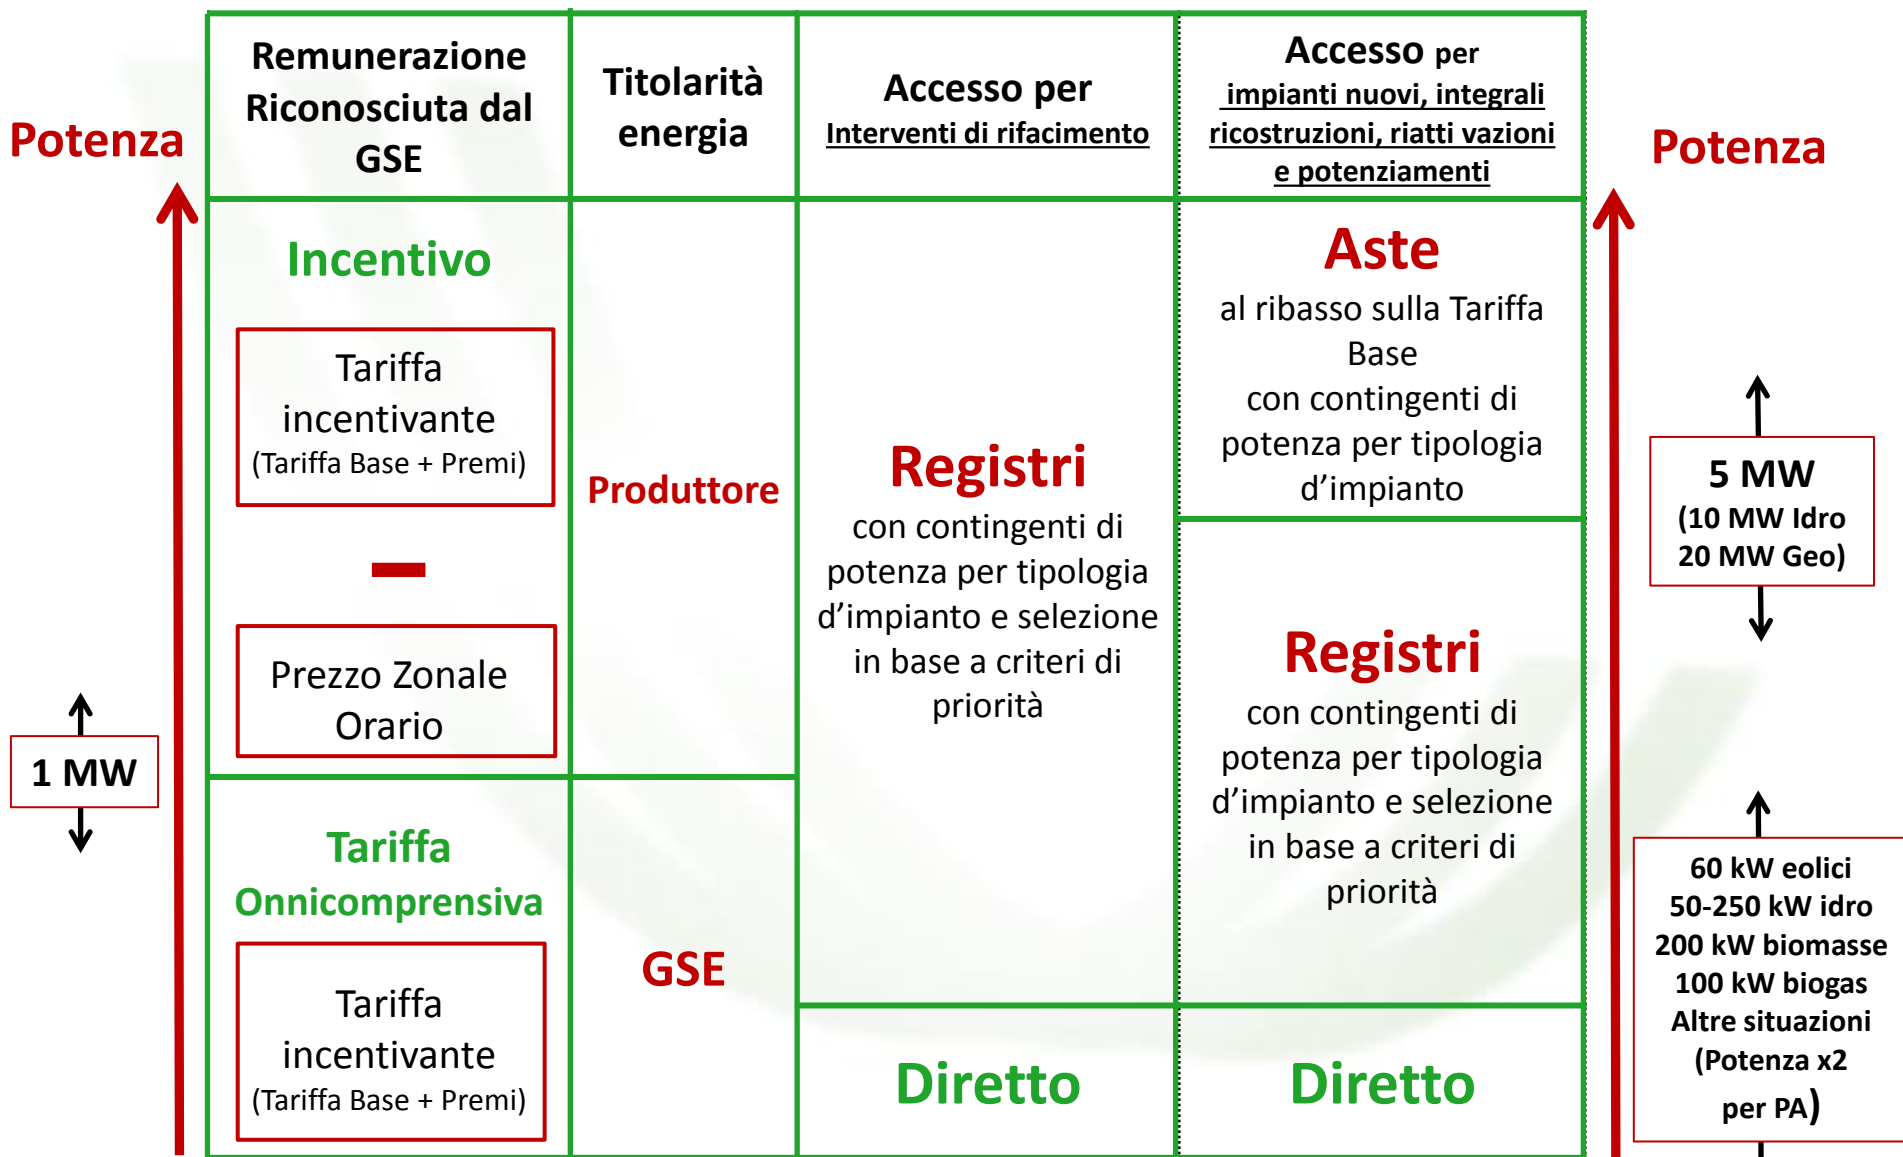 Potenza
Remunerazione
Riconosciuta dal
GSE
Titolarità
energia
Accesso per
Interventi di rifacimento
Accesso per
impianti nuovi, integrali
ricostruzioni, riatti vazioni
e potenziamenti
Potenza
Incentivo
Tariffa
incentivante
(Tariffa Base + Premi)
–
Prezzo Zonale
Orario
Produttore
Registri
con contingenti di
potenza per tipologia
d'impianto e selezione
in base a criteri di
priorità
Aste
al ribasso sulla Tariffa
Base
con contingenti di
potenza per tipologia
d'impianto
5 MW
(10 MW Idro
20 MW Geo)
Registri
con contingenti di
potenza per tipologia
d'impianto e selezione
in base a criteri di
priorità
1 MW
Tariffa
Onnicomprensiva
Tariffa
incentivante
(Tariffa Base + Premi)
GSE
Diretto
Diretto
60 kW eolici
50-250 kW idro
200 kW biomasse
100 kW biogas
Altre situazioni
(Potenza x2
per PA)